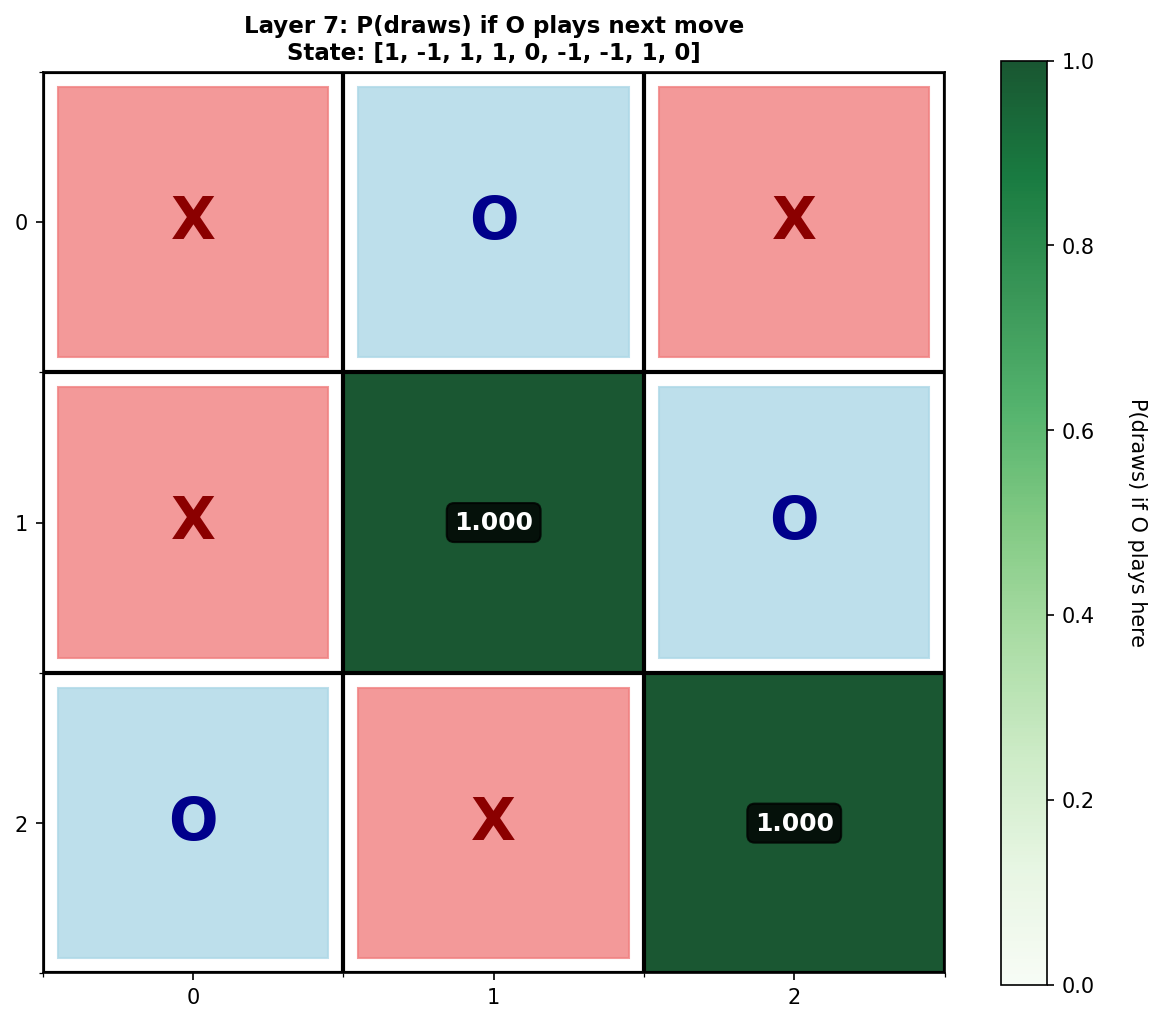 Layer 7: P(draws) if O plays next move
State: [1, -1, 1, 1, 0, -1, -1, 1, 0]
0
X
O
X
1
X
1.000
O
2
O
X
1.000
0
1
2
1.0
0.8
0.6
0.4
0.2
0.0
P(draws) if O plays here